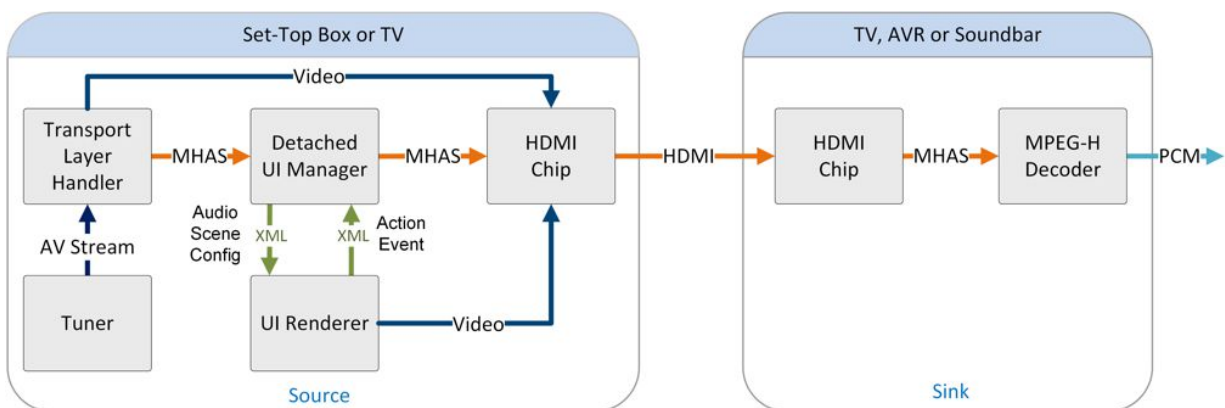 Set-Top Box or TV
TV, AVR or Soundbar
Video
Transport
Layer
Handler
MHAS
Detached
UI Manager
MHAS
HDMI
Chip
HDMI
HDMI
Chip
MHAS
MPEG-H
Decoder
PCM
AV Stream
Audio
Scene
Config
XML
XML
Action
Event
Tuner
UI Renderer
Video
Source
Sink